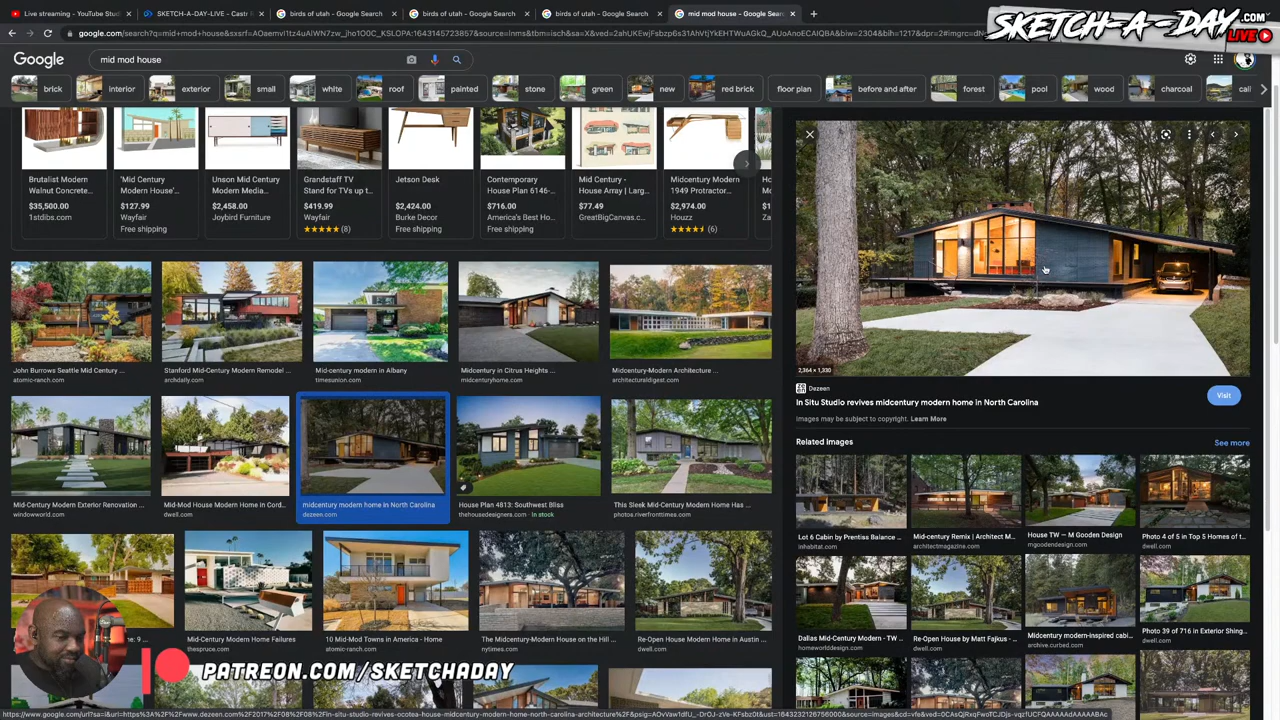 Live streaming - YouTube Stud
SKETCH-A-DAY-LIVE - Castr
birds of utah - Google Search
birds of utah - Google Search
birds of utah - Google Search
mid mod house - Google Sear
SKETCH-A-DAY.COM
LIVE
Google
mid mod house
brick
interior
exterior
small
white
roof
painted
stone
green
new
red brick
floor plan
before and after
forest
pool
wood
charcoal
Brutalist Modern
Walnut Concrete...
$35,500.00
1stdibs.com
'Mid Century
Modern House'...
$127.99
Wayfair
Free shipping
Unson Mid Century
Modern Media...
$2,458.00
Joybird Furniture
Grandstaff TV
Stand for TVs up t...
$419.99
Wayfair
(8)
Jetson Desk
$2,424.00
Burke Decor
Free shipping
Contemporary
House Plan 6146-...
$716.00
America's Best Ho...
Free shipping
Mid Century -
House Array | Larg...
$77.49
GreatBigCanvas.c...
Midcentury Modern
1949 Protractor...
$2,974.00
Houzz
(6)
Free shipping
John Burrows Seattle Mid Century ...
atomic-ranch.com
Stanford Mid-Century Modern Remodel ...
archdaily.com
Mid-century modern in Albany
timesunion.com
Midcentury in Citrus Heights ...
midcenturyhome.com
Midcentury-Modern Architecture ...
architecturaldigest.com
Mid-Century Modern Exterior Renovation ...
windowworld.com
Mid-Mod House Modern Home in Cord...
dwell.com
midcentury modern home in North Carolina
dezeen.com
House Plan 4813: Southwest Bliss
thehousedesigners.com · In stock
This Sleek Mid-Century Modern Home Has ...
photos.riverfronttimes.com
Mid-Century Modern Home Failures
thespruce.com
10 Mid-Mod Towns in America - Home
atomic-ranch.com
The Midcentury-Modern House on the Hill ...
nytimes.com
Re-Open House Modern Home in Austin ...
dwell.com
PATREON.COM/SKETCHADAY
2,364 × 1,330
Dezeen
In Situ Studio revives midcentury modern home in North Carolina
Visit
Images may be subject to copyright. Learn More
Related Images
See more
Lot 6 Cabin by Prentiss Balance ...
inhabitat.com
Mid-century Remix | Architect M...
architectmagazine.com
House TW — M Gooden Design
mgoodendesign.com
Photo 4 of 5 in Top 5 Homes of t...
dwell.com
Dallas Mid-Century Modern - TW ...
homeworlddesign.com
Re-Open House by Matt Fajkus - ...
dwell.com
Midcentury modern-inspired cabi...
archive.curbed.com
Photo 39 of 716 in Exterior Shing...
dwell.com